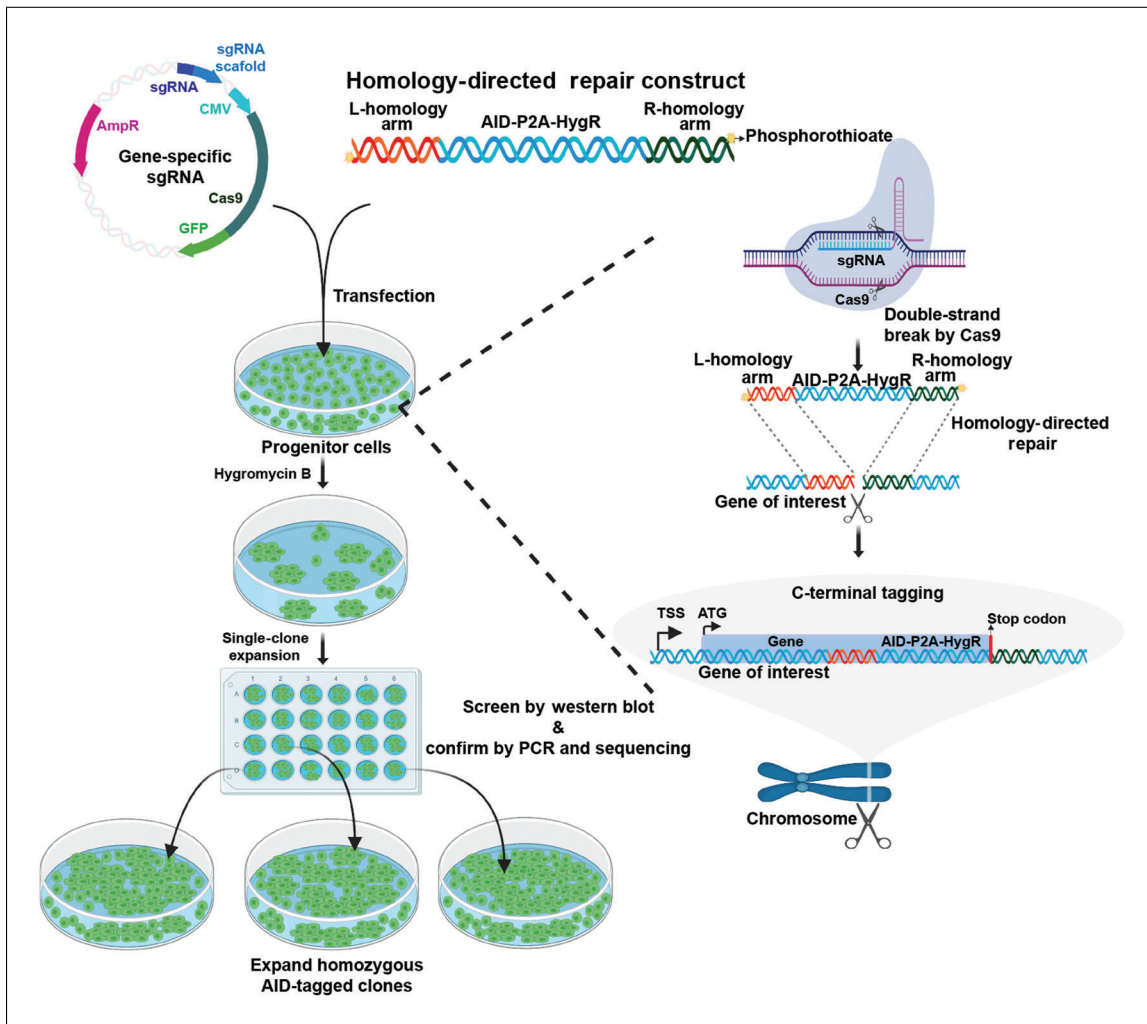 sgRNA
scafold
sgRNA
CMV
AmpR
Gene-specific
sgRNA
Cas9
GFP
Homology-directed repair construct
L-homology
arm
AID-P2A-HygR
R-homology
arm
Phosphorothioate
Transfection
Progenitor cells
Hygromycin B
Single-clone
expansion
1 2 3 4 5 6
A
B
C
D
Screen by western blot
&
confirm by PCR and sequencing
Expand homozygous
AID-tagged clones
sgRNA
Cas9
Double-strand
break by Cas9
L-homology
arm
AID-P2A-HygR
R-homology
arm
Homology-directed
repair
Gene of interest
C-terminal tagging
TSS
ATG
Stop codon
Gene
AID-P2A-HygR
Gene of interest
Chromosome